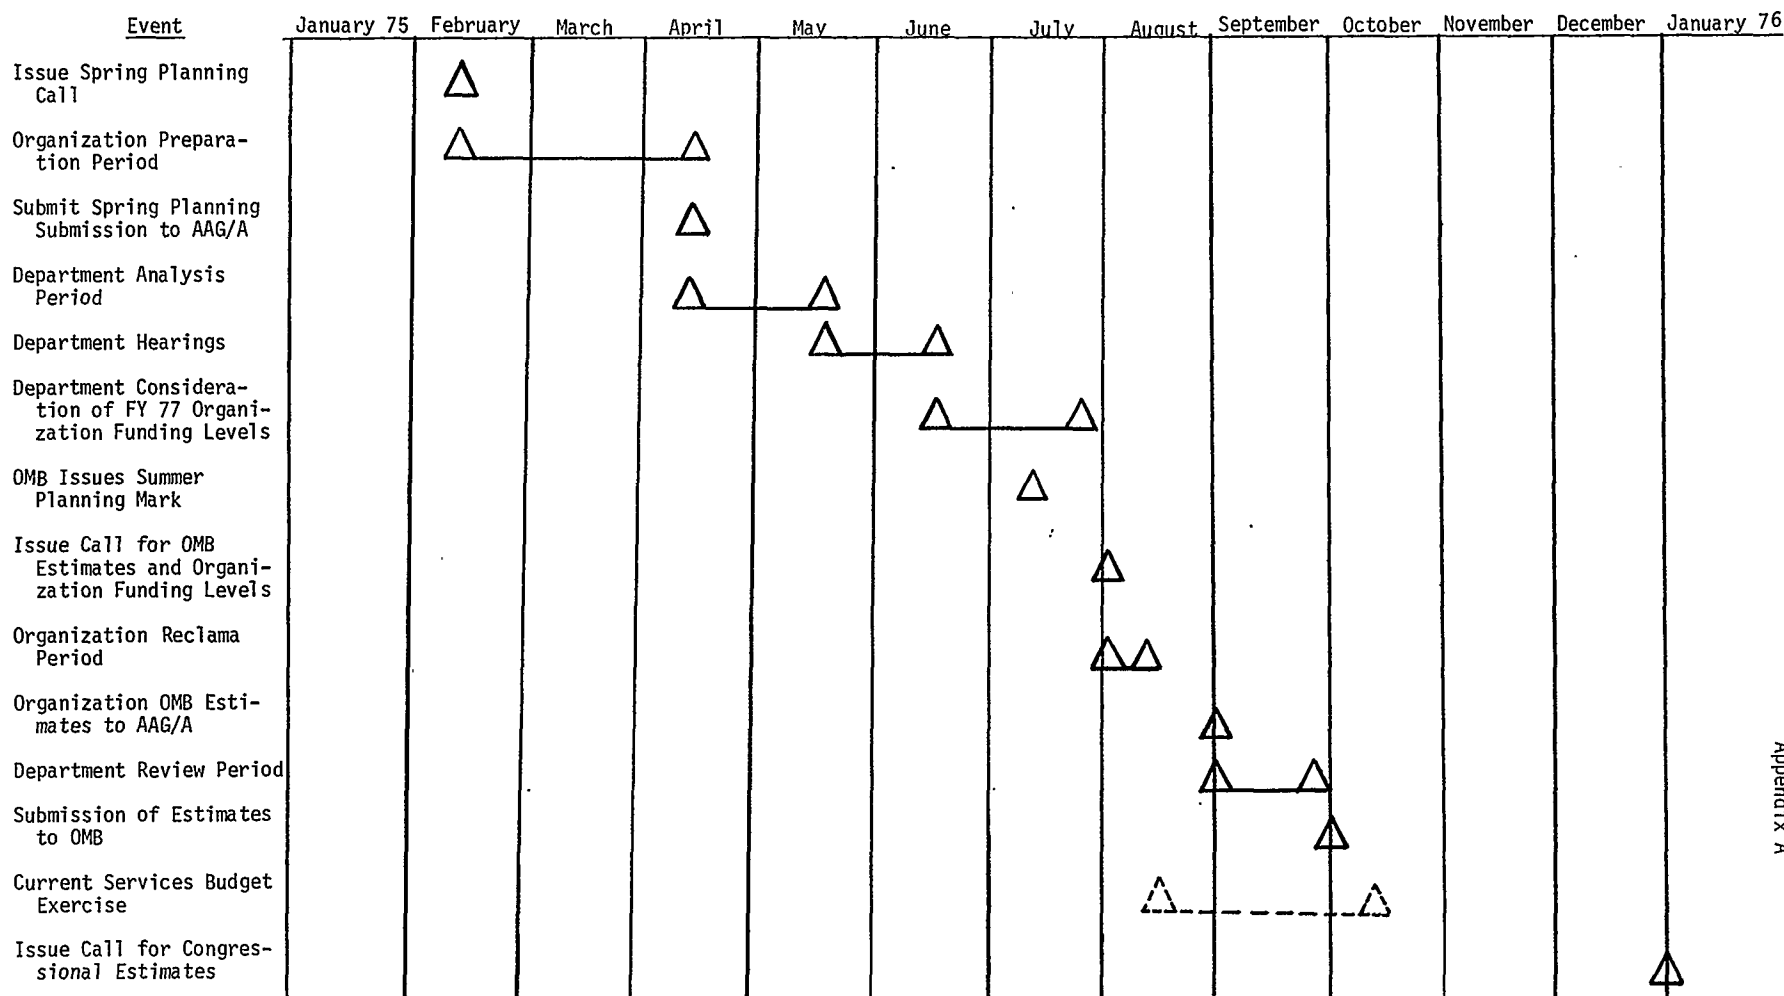 Event January 75 February March April May June July August September October November December January 76
Issue Spring Planning
Call
Organization Prepara-
tion Period
Submit Spring Planning
Submission to AAG/A
Department Analysis
Period
Department Hearings
Department Considera-
tion of FY 77 Organi-
zation Funding Levels
OMB Issues Summer
Planning Mark
Issue Call for OMB
Estimates and Organi-
zation Funding Levels
Organization Reclama
Period
Organization OMB Esti-
mates to AAG/A
Department Review Period
Submission of Estimates
to OMB
Current Services Budget
Exercise
Issue Call for Congres-
sional Estimates
Appendix A